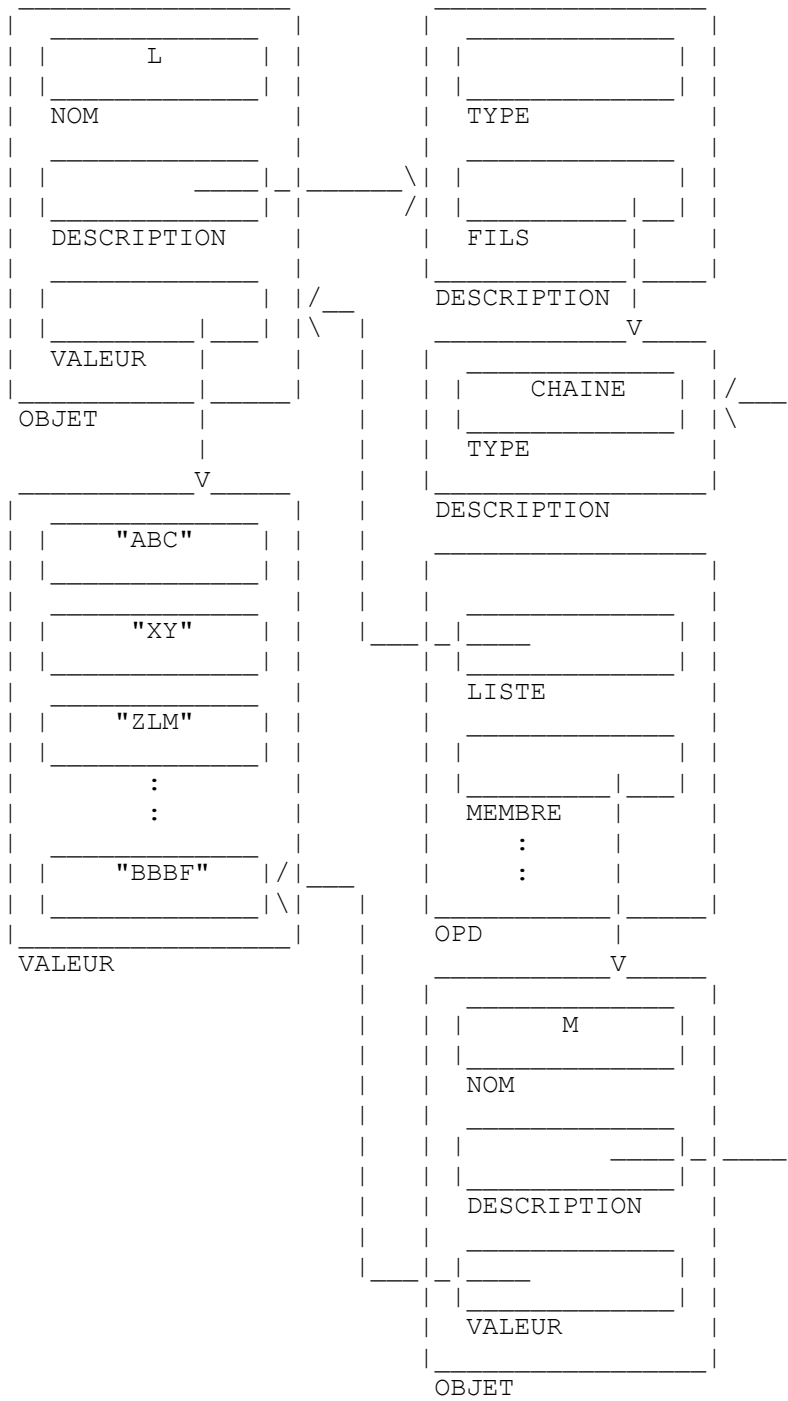 L
NOM
TYPE
DESCRIPTION
FILS
VALEUR
DESCRIPTION
CHAINE
OBJET
TYPE
DESCRIPTION
"ABC"
"XY"
LISTE
"ZLM"
:
:
MEMBRE
:
:
"BBBF"
OPD
VALEUR
M
NOM
DESCRIPTION
VALEUR
OBJET